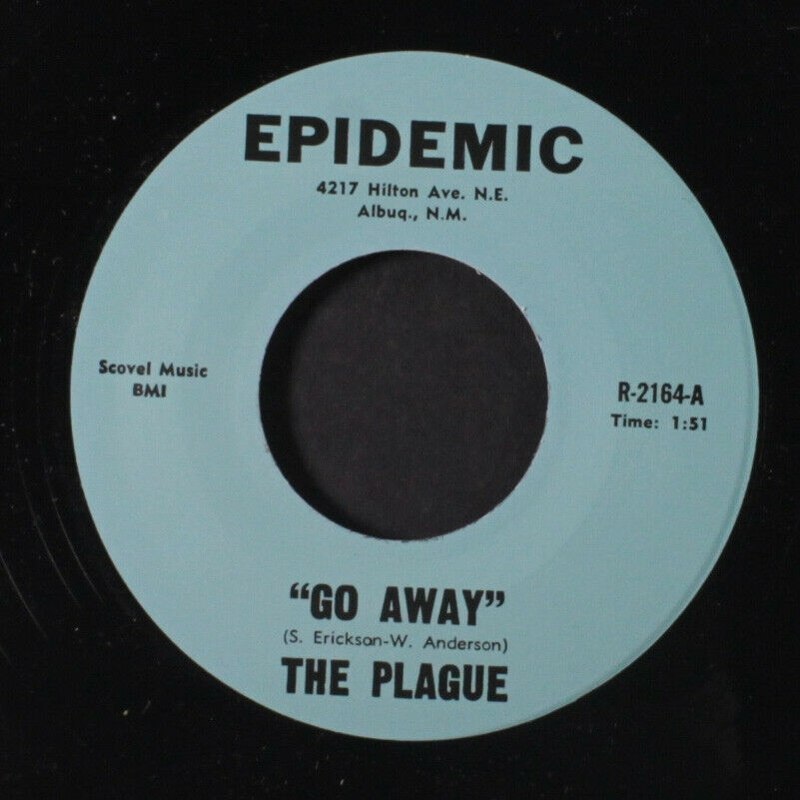 EPIDEMIC
4217 Hilton Ave. N.E.
Albuq., N.M.
Scovel Music
BMI
R-2164-A
Time: 1:51
"GO AWAY"
(S. Erickson-W. Anderson)
THE PLAGUE